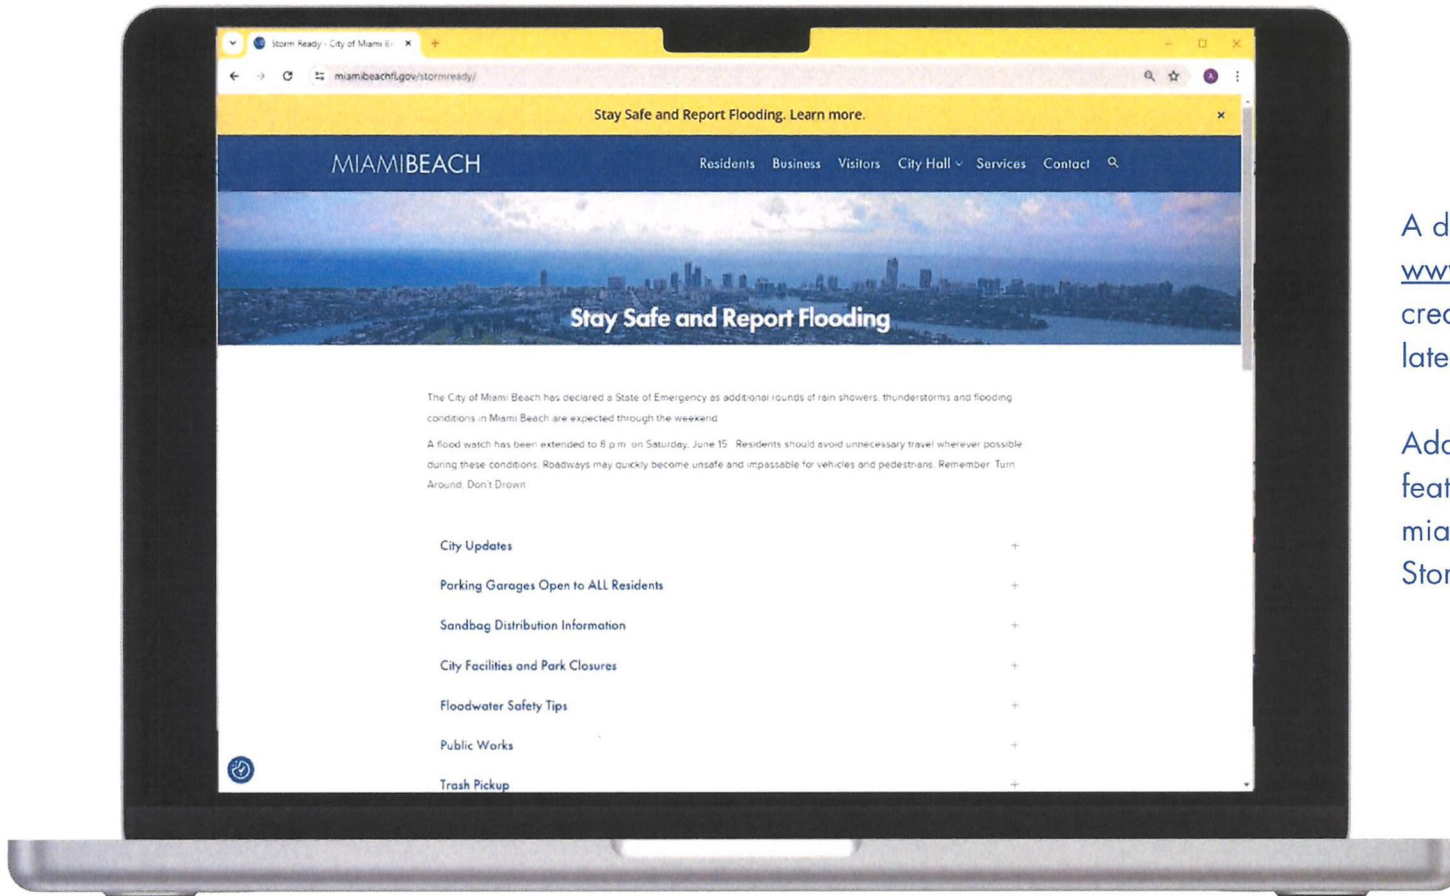 Storm Ready - City of Miami B
miamibeachfl.gov/stormready/
A
Stay Safe and Report Flooding. Learn more.
MIAMIBEACH
Residents Business Visitors City Hall Services Contact
Stay Safe and Report Flooding
The City of Miami Beach has declared a State of Emergency as additional rounds of rain showers, thunderstorms and flooding
conditions in Miami Beach are expected through the weekend.
A flood watch has been extended to 8 p.m. on Saturday, June 15. Residents should avoid unnecessary travel wherever possible
during these conditions. Roadways may quickly become unsafe and impassable for vehicles and pedestrians. Remember: Turn
Around, Don't Drown
City Updates
Parking Garages Open to ALL Residents
Sandbag Distribution Information
City Facilities and Park Closures
Floodwater Safety Tips
Public Works
Trash Pickup
A d
ww
crea
late
Add
feat
mia
Stor